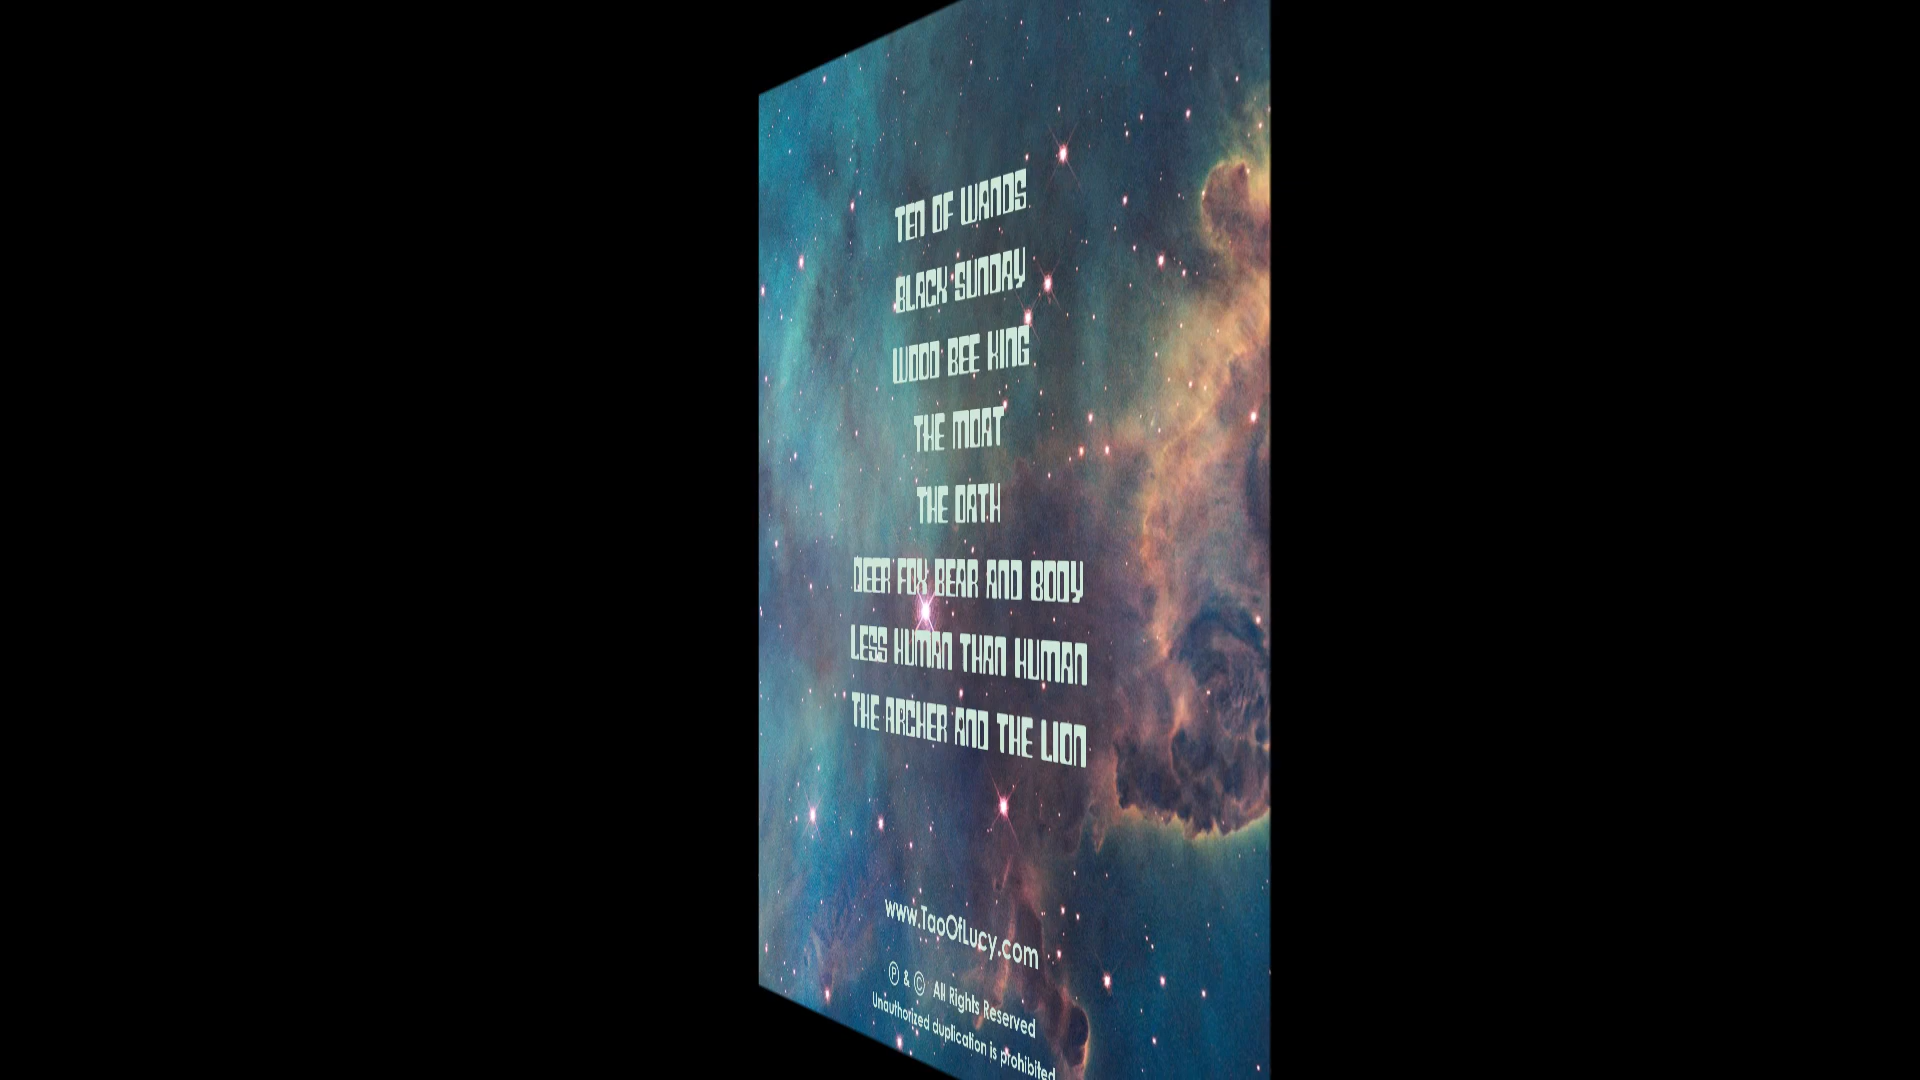 TEN OF WANDS
BLACK SUNDAY
WOOD BEE KING
THE MOAT
THE OATH
DEER FOX BEAR AND BODY
LESS HUMAN THAN HUMAN
THE ARCHER AND THE LION
www.TaoOfLucy.com
Ⓟ & © All Rights Reserved
Unauthorized duplication is prohibited